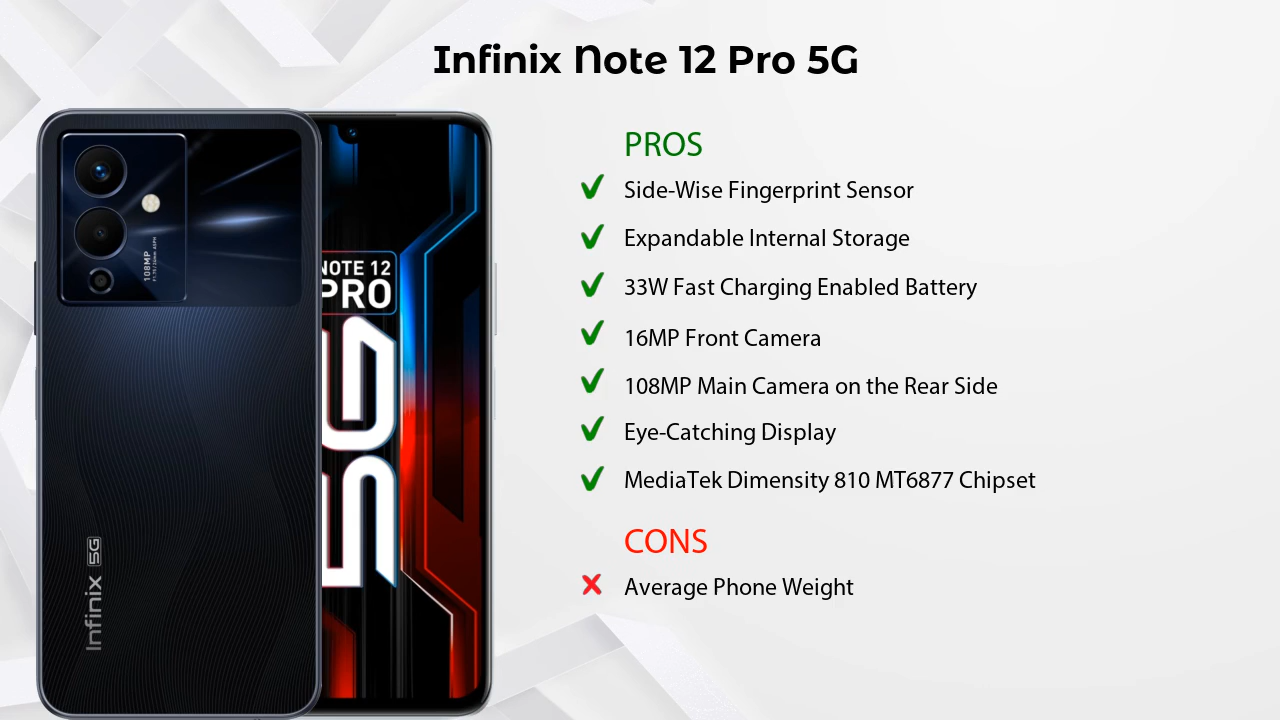 Infinix Note 12 Pro 5G
PROS
Side-Wise Fingerprint Sensor
Expandable Internal Storage
33W Fast Charging Enabled Battery
16MP Front Camera
108MP Main Camera on the Rear Side
Eye-Catching Display
MediaTek Dimensity 810 MT6877 Chipset
CONS
Average Phone Weight
108MP
Infinix 5G
NOTE 12
PRO
5G